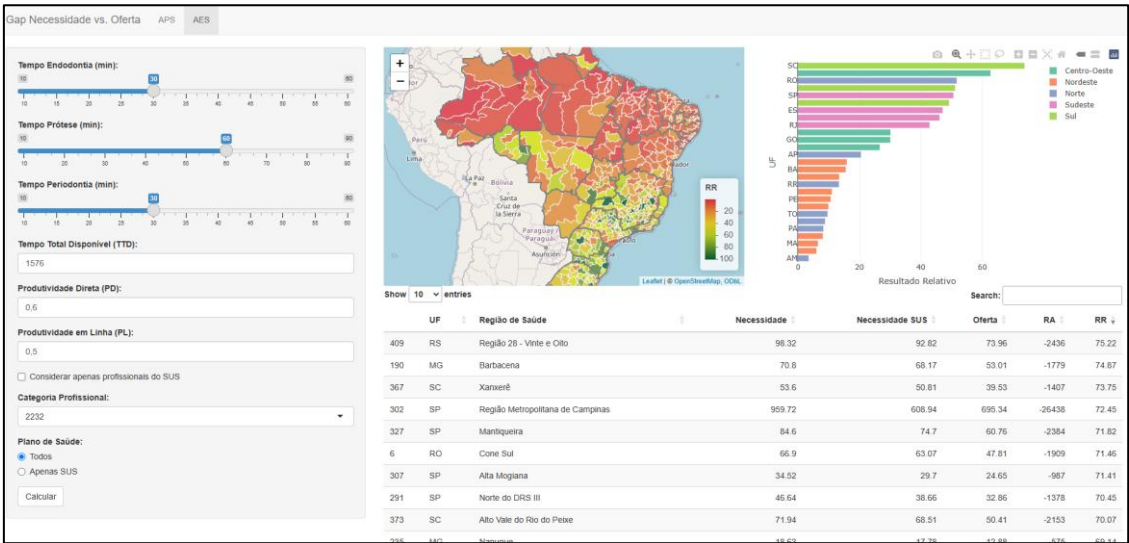 Gap Necessidade vs. Oferta APS AES
Tempo Endodontia (min):
10 30 60
10 15 20 25 30 35 40 45 50 55 60
Tempo Prótese (min):
10 60 90
10 20 30 40 50 60 70 80 90
Tempo Periodontia (min):
10 30 60
10 15 20 25 30 35 40 45 50 55 60
Tempo Total Disponível (TTD):
1576
Produtividade Direta (PD):
0,6
Produtividade em Linha (PL):
0,5
Considerar apenas profissionais do SUS
Categoria Profissional:
2232
Plano de Saúde:
Todos
Apenas SUS
Calcular
+
−
Perú
Lima
La Paz
Bolivia
Santa
Cruz de
la Sierra
Paraguay /
Paraguái
Asunción
RR
20
40
60
80
100
Leaflet | © OpenStreetMap, ODbL
UF
SC
RO
SP
ES
RJ
GO
AP
BA
RR
PE
TO
PA
MA
AM
0 20 40 60
Resultado Relativo
Centro-Oeste
Nordeste
Norte
Sudeste
Sul
Show 10 entries
Search:
UF Região de Saúde Necessidade Necessidade SUS Oferta RA RR
409 RS Região 28 - Vinte e Oito 98.32 92.82 73.96 -2436 75.22
190 MG Barbacena 70.8 68.17 53.01 -1779 74.87
367 SC Xanxerê 53.6 50.81 39.53 -1407 73.75
302 SP Região Metropolitana de Campinas 959.72 608.94 695.34 -26438 72.45
327 SP Mantiqueira 84.6 74.7 60.76 -2384 71.82
6 RO Cone Sul 66.9 63.07 47.81 -1909 71.46
307 SP Alta Mogiana 34.52 29.7 24.65 -987 71.41
291 SP Norte do DRS III 46.64 38.66 32.86 -1378 70.45
373 SC Alto Vale do Rio do Peixe 71.94 68.51 50.41 -2153 70.07